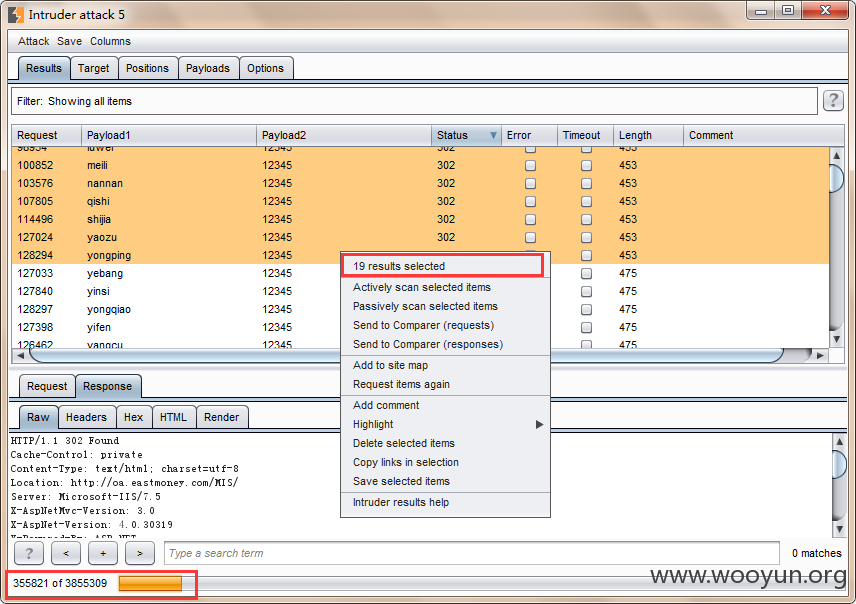 Intruder attack 5
Attack Save Columns
Results Target Positions Payloads Options
Filter: Showing all items ?
Request Payload1 Payload2 Status Error Timeout Length Comment
98954 luwei 12345 302 453
100852 meili 12345 302 453
103576 nannan 12345 302 453
107805 qishi 12345 302 453
114496 shijia 12345 302 453
127024 yaozu 12345 302 453
128294 yongping 12345 453
127033 yebang 12345 475
127840 yinsi 12345 475
128297 yongqiao 12345 475
127398 yifen 12345 475
126462 yangcu 12345 475
19 results selected
Actively scan selected items
Passively scan selected items
Send to Comparer (requests)
Send to Comparer (responses)
Add to site map
Request items again
Add comment
Highlight
Delete selected items
Copy links in selection
Save selected items
Intruder results help
Request Response
Raw Headers Hex HTML Render
HTTP/1.1 302 Found
Cache-Control: private
Content-Type: text/html; charset=utf-8
Location: http://oa.eastmoney.com/MIS/
Server: Microsoft-IIS/7.5
X-AspNetMvc-Version: 3.0
X-AspNet-Version: 4.0.30319
X-Powered-By: ASP.NET
? < + > Type a search term 0 matches
355821 of 3855309
www.wooyun.org